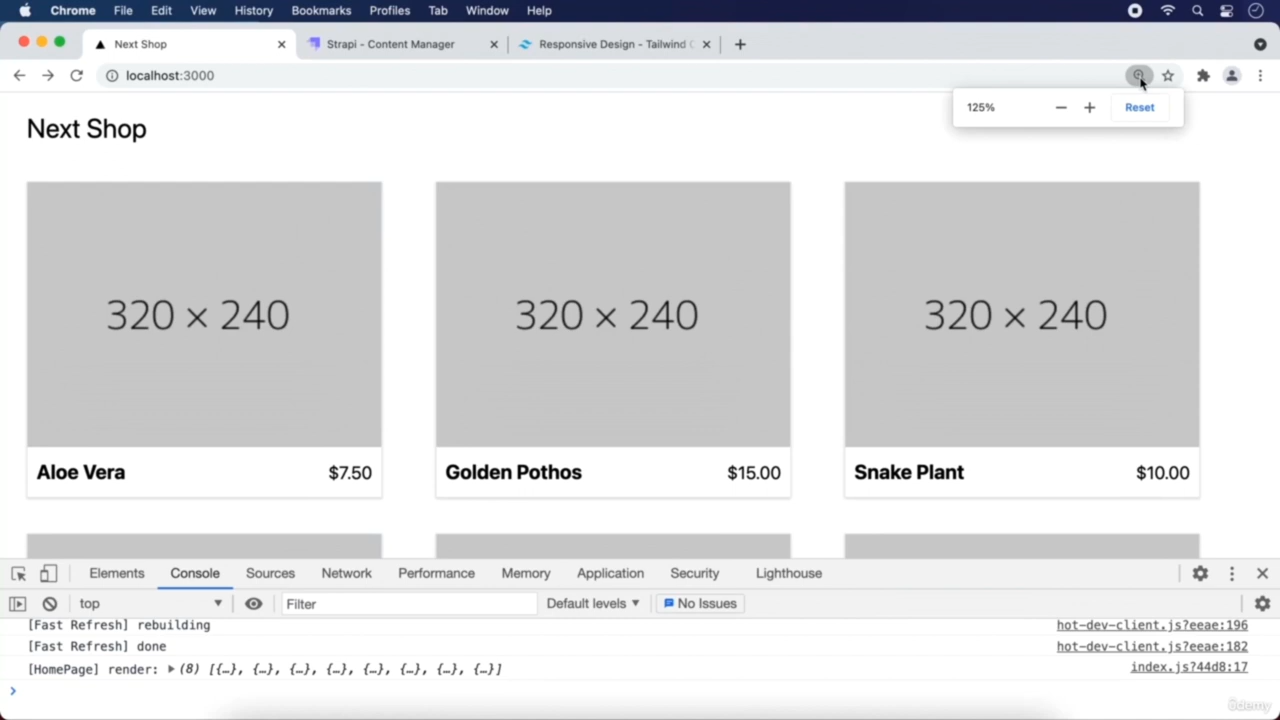 Chrome File Edit View History Bookmarks Profiles Tab Window Help
Next Shop Strapi - Content Manager Responsive Design - Tailwind C
localhost:3000
125% − + Reset
Next Shop
320 × 240 320 × 240 320 × 240
Aloe Vera $7.50 Golden Pothos $15.00 Snake Plant $10.00
Elements Console Sources Network Performance Memory Application Security Lighthouse
top Filter Default levels No Issues
[Fast Refresh] rebuilding hot-dev-client.js?eeae:196
[Fast Refresh] done hot-dev-client.js?eeae:182
[HomePage] render: (8) [{…}, {…}, {…}, {…}, {…}, {…}, {…}, {…}] index.js?44d8:17
udemy